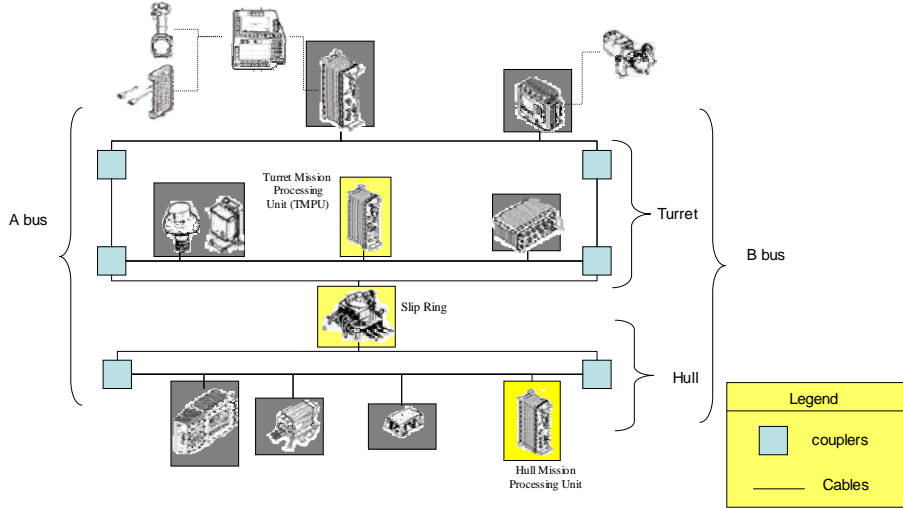 Turret Mission
Processing
Unit (TMPU)
Turret
A bus
B bus
Slip Ring
Hull
Legend
couplers
Cables
Hull Mission
Processing Unit